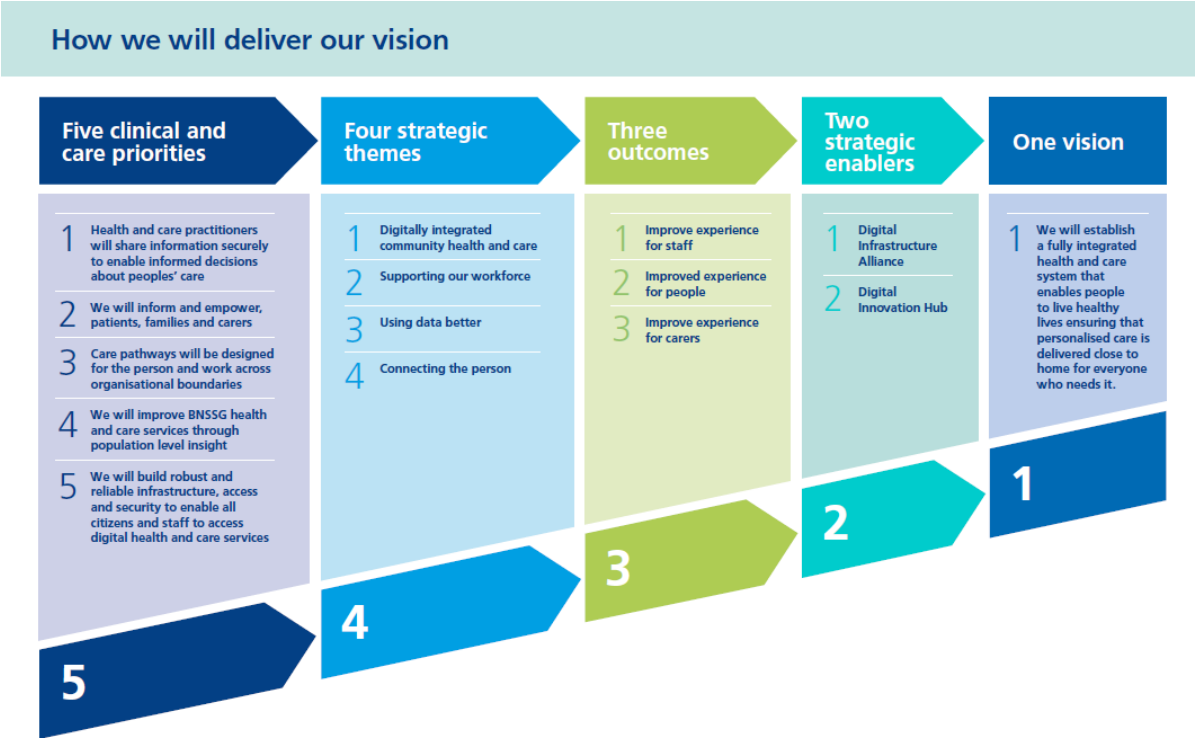 How we will deliver our vision
Five clinical and
care priorities
1
Health and care practitioners
will share information securely
to enable informed decisions
about peoples’ care
2
We will inform and empower,
patients, families and carers
3
Care pathways will be designed
for the person and work across
organisational boundaries
4
We will improve BNSSG health
and care services through
population level insight
5
We will build robust and
reliable infrastructure, access
and security to enable all
citizens and staff to access
digital health and care services
5
Four strategic
themes
1
Digitally integrated
community health and care
2
Supporting our workforce
3
Using data better
4
Connecting the person
4
Three
outcomes
1
Improve experience
for staff
2
Improved experience
for people
3
Improve experience
for carers
3
Two
strategic
enablers
1
Digital
Infrastructure
Alliance
2
Digital
Innovation Hub
2
One vision
1
We will establish
a fully integrated
health and care
system that
enables people
to live healthy
lives ensuring that
personalised care is
delivered close to
home for everyone
who needs it.
1